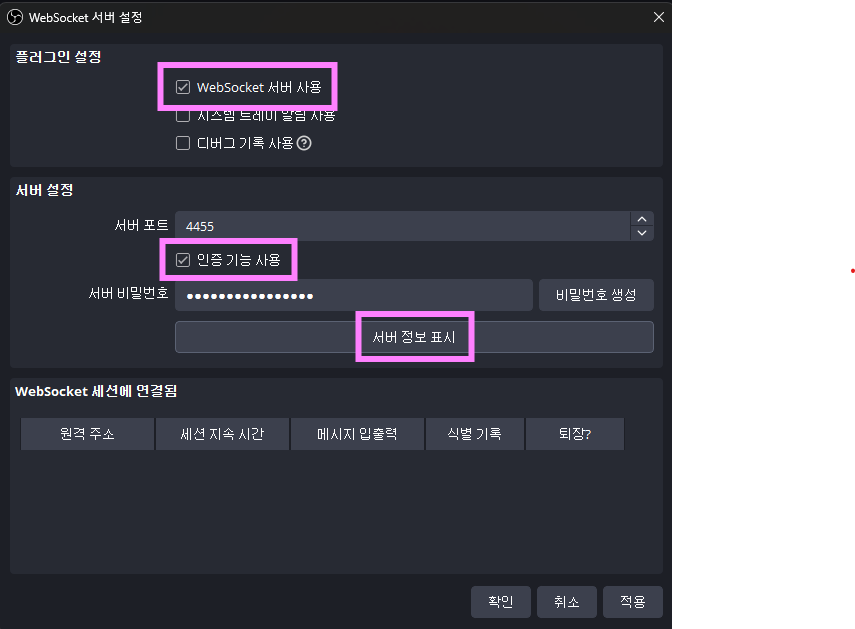 WebSocket 서버 설정
플러그인 설정
WebSocket 서버 사용
시스템 트레이 알림 사용
디버그 기록 사용
서버 설정
서버 포트 4455
인증 기능 사용
서버 비밀번호 ●●●●●●●●●●●●●●●● 비밀번호 생성
서버 정보 표시
WebSocket 세션에 연결됨
원격 주소 세션 지속 시간 메시지 입출력 식별 기록 퇴장?
확인 취소 적용